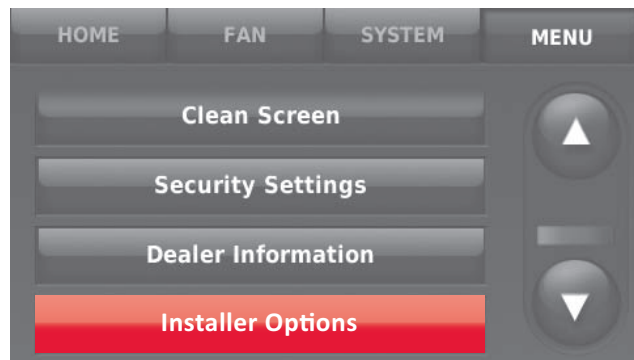 HOME FAN SYSTEM MENU
Clean Screen
Security Settings
Dealer Information
Installer Options